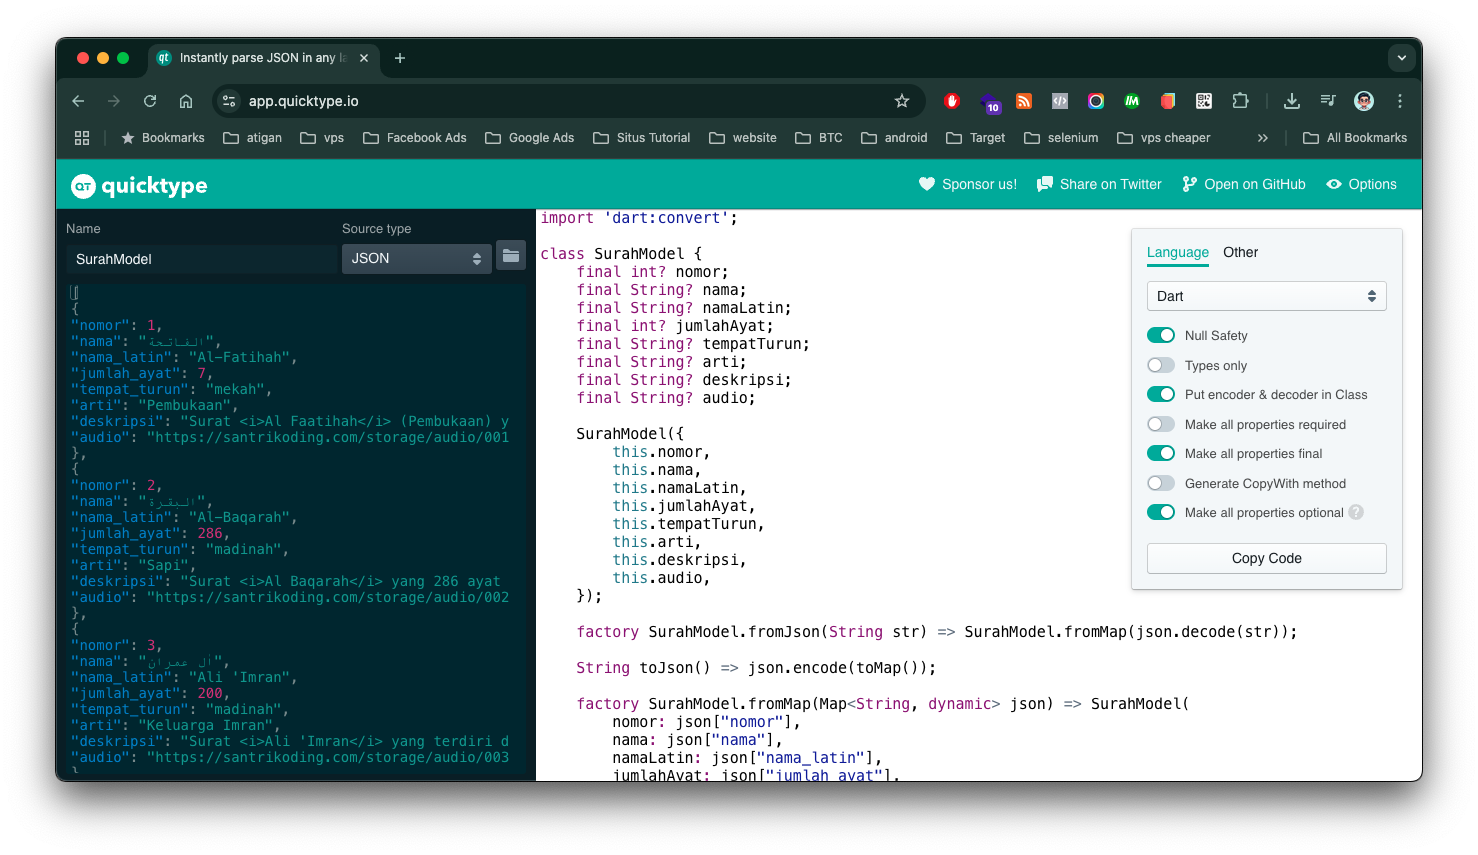 Instantly parse JSON in any la
app.quicktype.io
10
Bookmarks
atigan
vps
Facebook Ads
Google Ads
Situs Tutorial
website
BTC
android
Target
selenium
vps cheaper
All Bookmarks
QT quicktype
Sponsor us!
Share on Twitter
Open on GitHub
Options
Name
Source type
SurahModel
JSON
[
{
"nomor": 1,
"nama": "الفاتحة",
"nama_latin": "Al-Fatihah",
"jumlah_ayat": 7,
"tempat_turun": "mekah",
"arti": "Pembukaan",
"deskripsi": "Surat <i>Al Faatihah</i> (Pembukaan) y
"audio": "https://santrikoding.com/storage/audio/001
},
{
"nomor": 2,
"nama": "البقرة",
"nama_latin": "Al-Baqarah",
"jumlah_ayat": 286,
"tempat_turun": "madinah",
"arti": "Sapi",
"deskripsi": "Surat <i>Al Baqarah</i> yang 286 ayat
"audio": "https://santrikoding.com/storage/audio/002
},
{
"nomor": 3,
"nama": "اٰل عمران",
"nama_latin": "Ali 'Imran",
"jumlah_ayat": 200,
"tempat_turun": "madinah",
"arti": "Keluarga Imran",
"deskripsi": "Surat <i>Ali 'Imran</i> yang terdiri d
"audio": "https://santrikoding.com/storage/audio/003
}
import 'dart:convert';
class SurahModel {
final int? nomor;
final String? nama;
final String? namaLatin;
final int? jumlahAyat;
final String? tempatTurun;
final String? arti;
final String? deskripsi;
final String? audio;
SurahModel({
this.nomor,
this.nama,
this.namaLatin,
this.jumlahAyat,
this.tempatTurun,
this.arti,
this.deskripsi,
this.audio,
});
factory SurahModel.fromJson(String str) => SurahModel.fromMap(json.decode(str));
String toJson() => json.encode(toMap());
factory SurahModel.fromMap(Map<String, dynamic> json) => SurahModel(
nomor: json["nomor"],
nama: json["nama"],
namaLatin: json["nama_latin"],
jumlahAyat: json["jumlah_ayat"],
Language
Other
Dart
Null Safety
Types only
Put encoder & decoder in Class
Make all properties required
Make all properties final
Generate CopyWith method
Make all properties optional ?
Copy Code